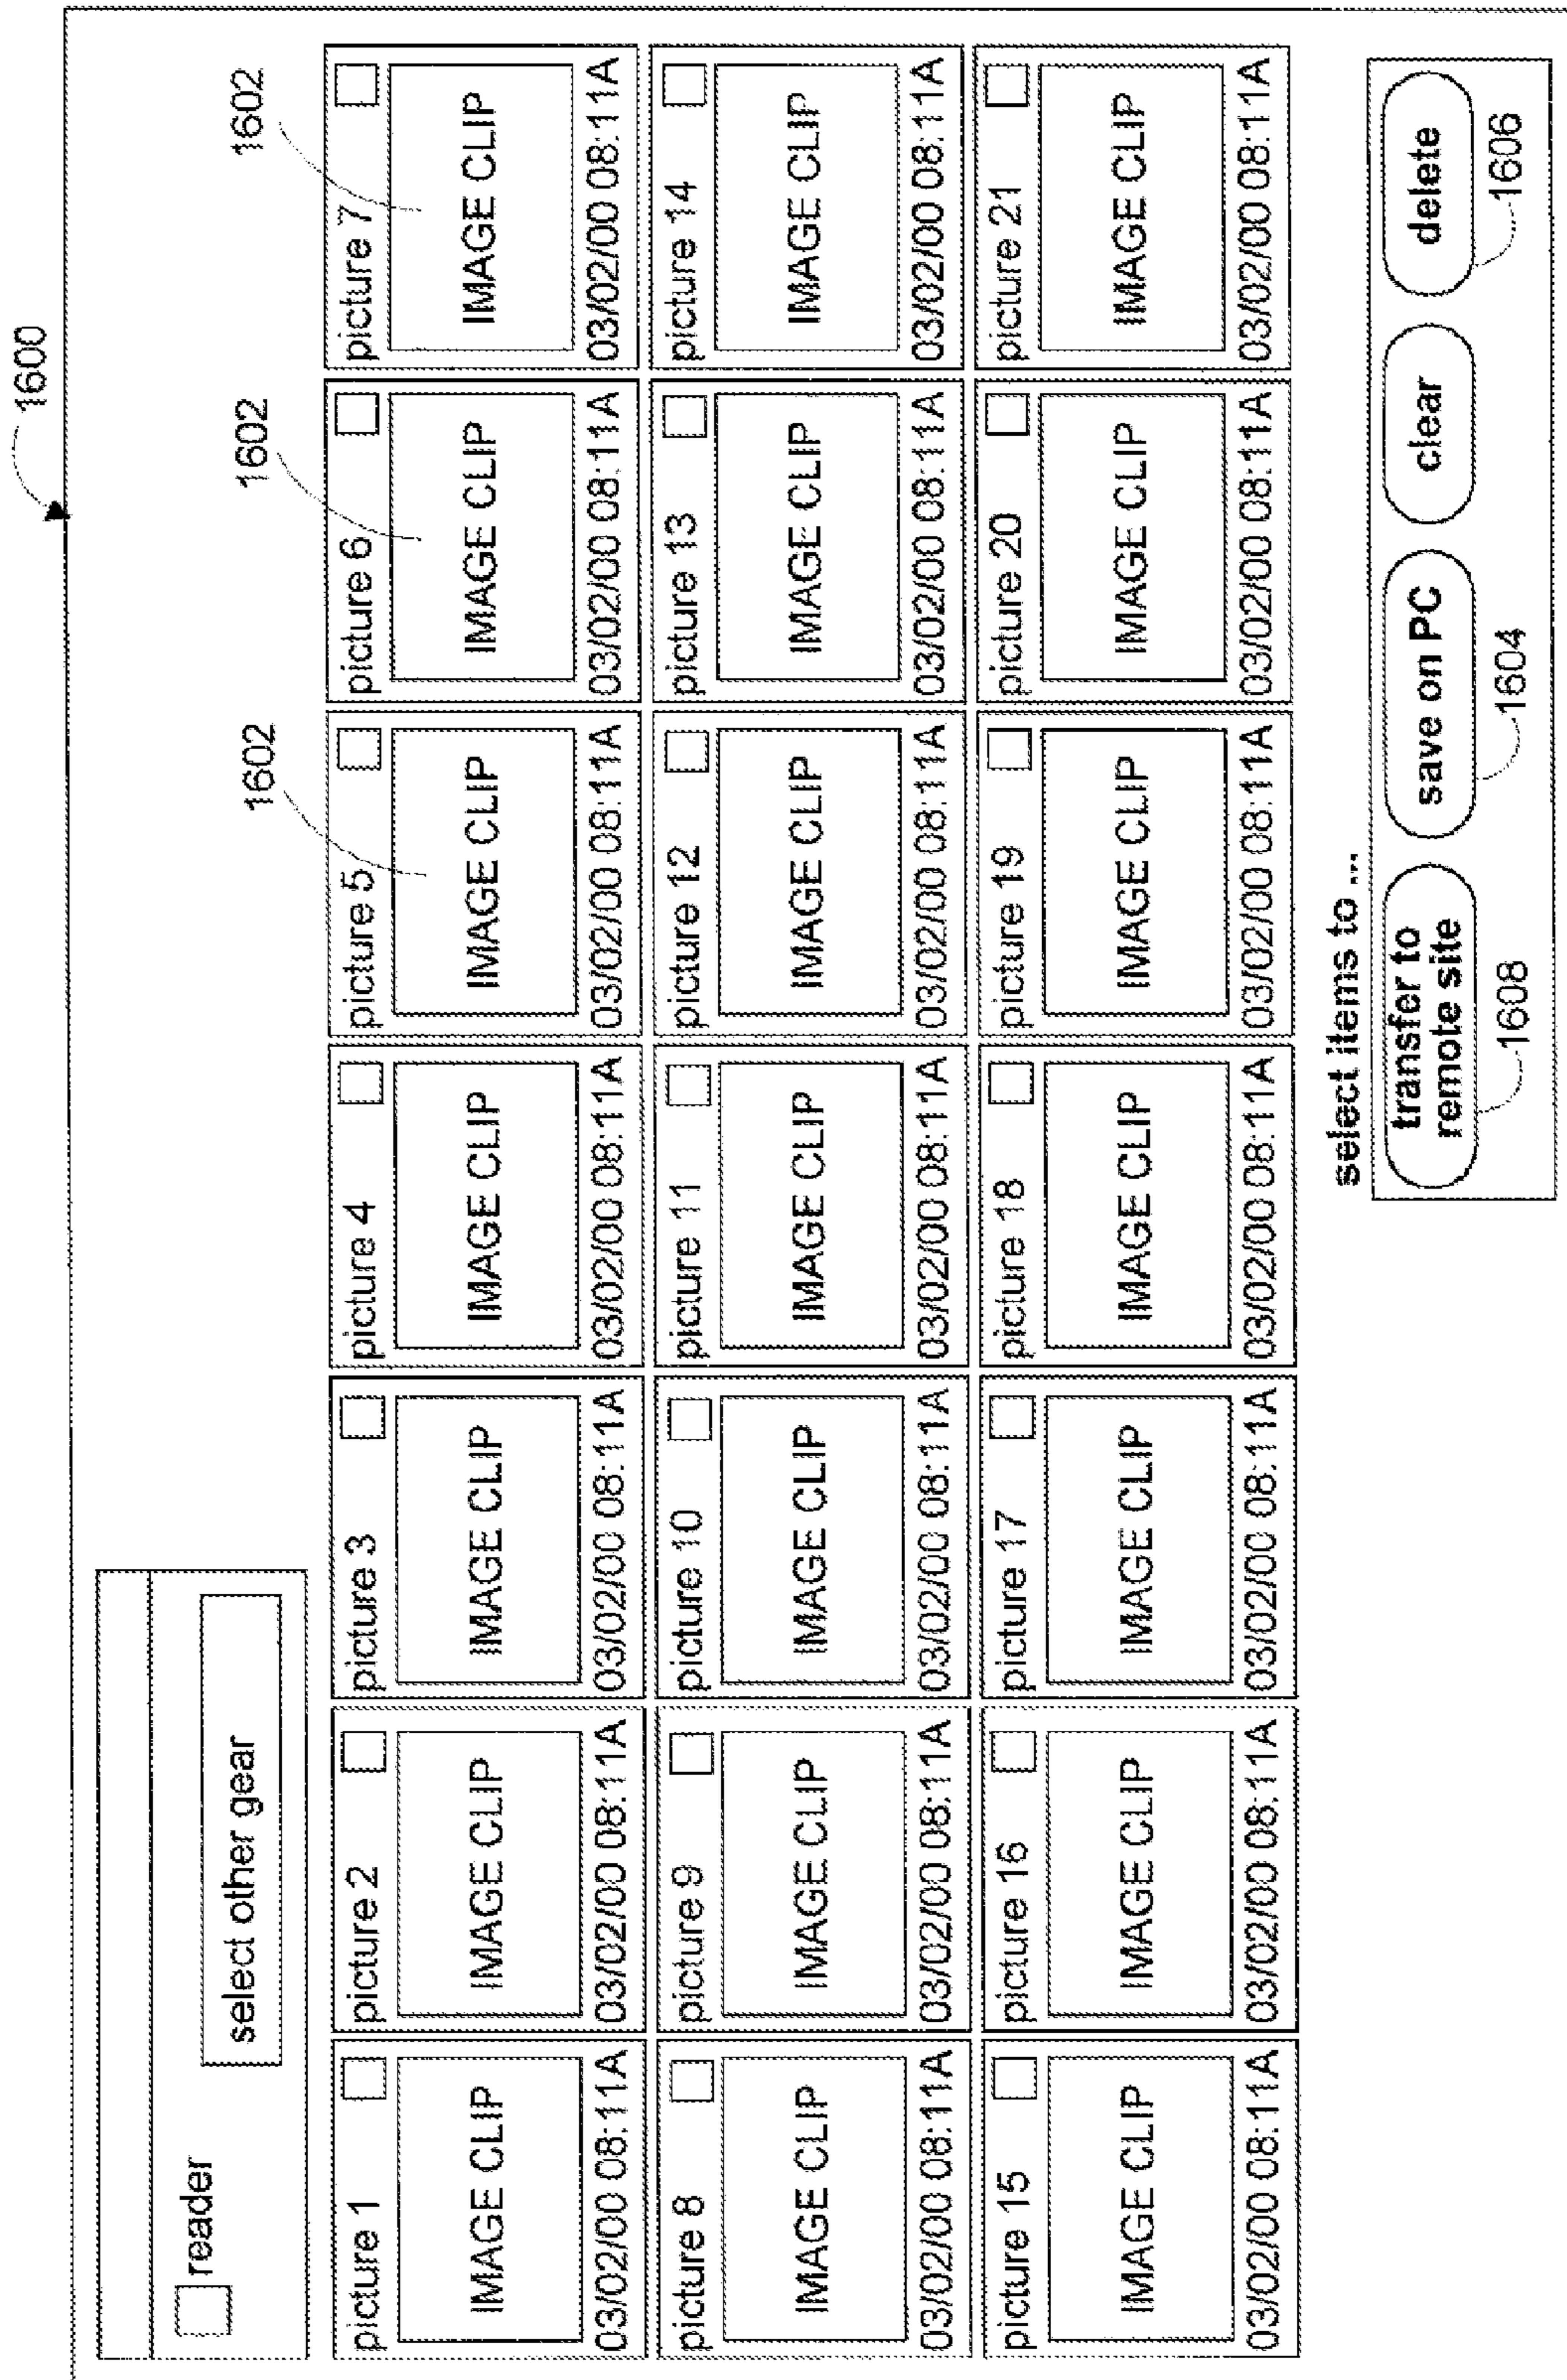 1600
reader
select other gear
1602
1602
1602
picture 1
picture 2
picture 3
picture 4
picture 5
picture 6
picture 7
IMAGE CLIP
IMAGE CLIP
IMAGE CLIP
IMAGE CLIP
IMAGE CLIP
IMAGE CLIP
IMAGE CLIP
03/02/00 08:11A
03/02/00 08:11A
03/02/00 08:11A
03/02/00 08:11A
03/02/00 08:11A
03/02/00 08:11A
03/02/00 08:11A
picture 8
picture 9
picture 10
picture 11
picture 12
picture 13
picture 14
IMAGE CLIP
IMAGE CLIP
IMAGE CLIP
IMAGE CLIP
IMAGE CLIP
IMAGE CLIP
IMAGE CLIP
03/02/00 08:11A
03/02/00 08:11A
03/02/00 08:11A
03/02/00 08:11A
03/02/00 08:11A
03/02/00 08:11A
03/02/00 08:11A
picture 15
picture 16
picture 17
picture 18
picture 19
picture 20
picture 21
IMAGE CLIP
IMAGE CLIP
IMAGE CLIP
IMAGE CLIP
IMAGE CLIP
IMAGE CLIP
IMAGE CLIP
03/02/00 08:11A
03/02/00 08:11A
03/02/00 08:11A
03/02/00 08:11A
03/02/00 08:11A
03/02/00 08:11A
03/02/00 08:11A
select items to ...
transfer to
remote site
save on PC
clear
delete
1608
1604
1606